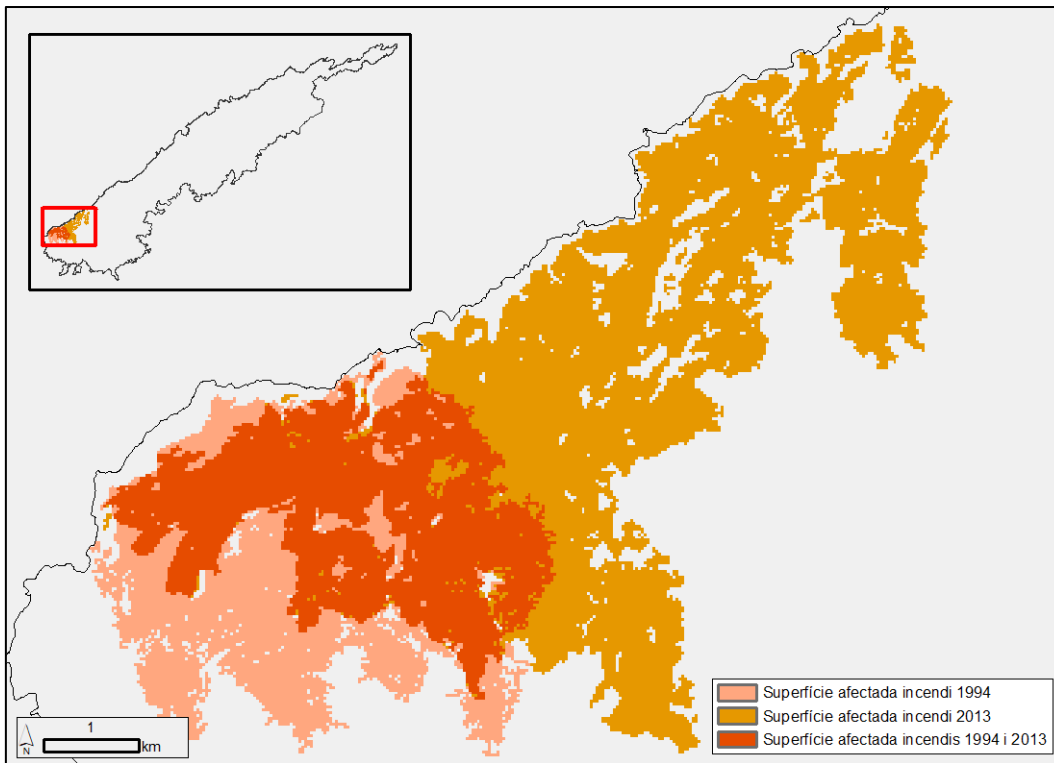 Superfície afectada incendi 1994
Superfície afectada incendi 2013
Superfície afectada incendis 1994 i 2013
1
km
N